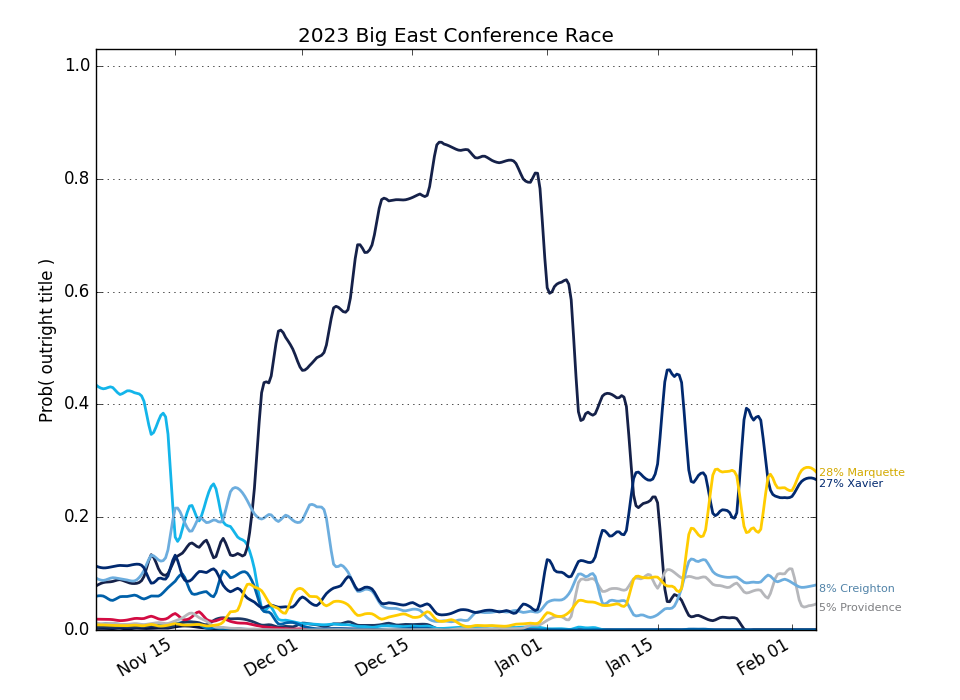 2023 Big East Conference Race
Prob( outright title )
1.0
0.8
0.6
0.4
0.2
0.0
28% Marquette
27% Xavier
8% Creighton
5% Providence
Nov 15
Dec 01
Dec 15
Jan 01
Jan 15
Feb 01